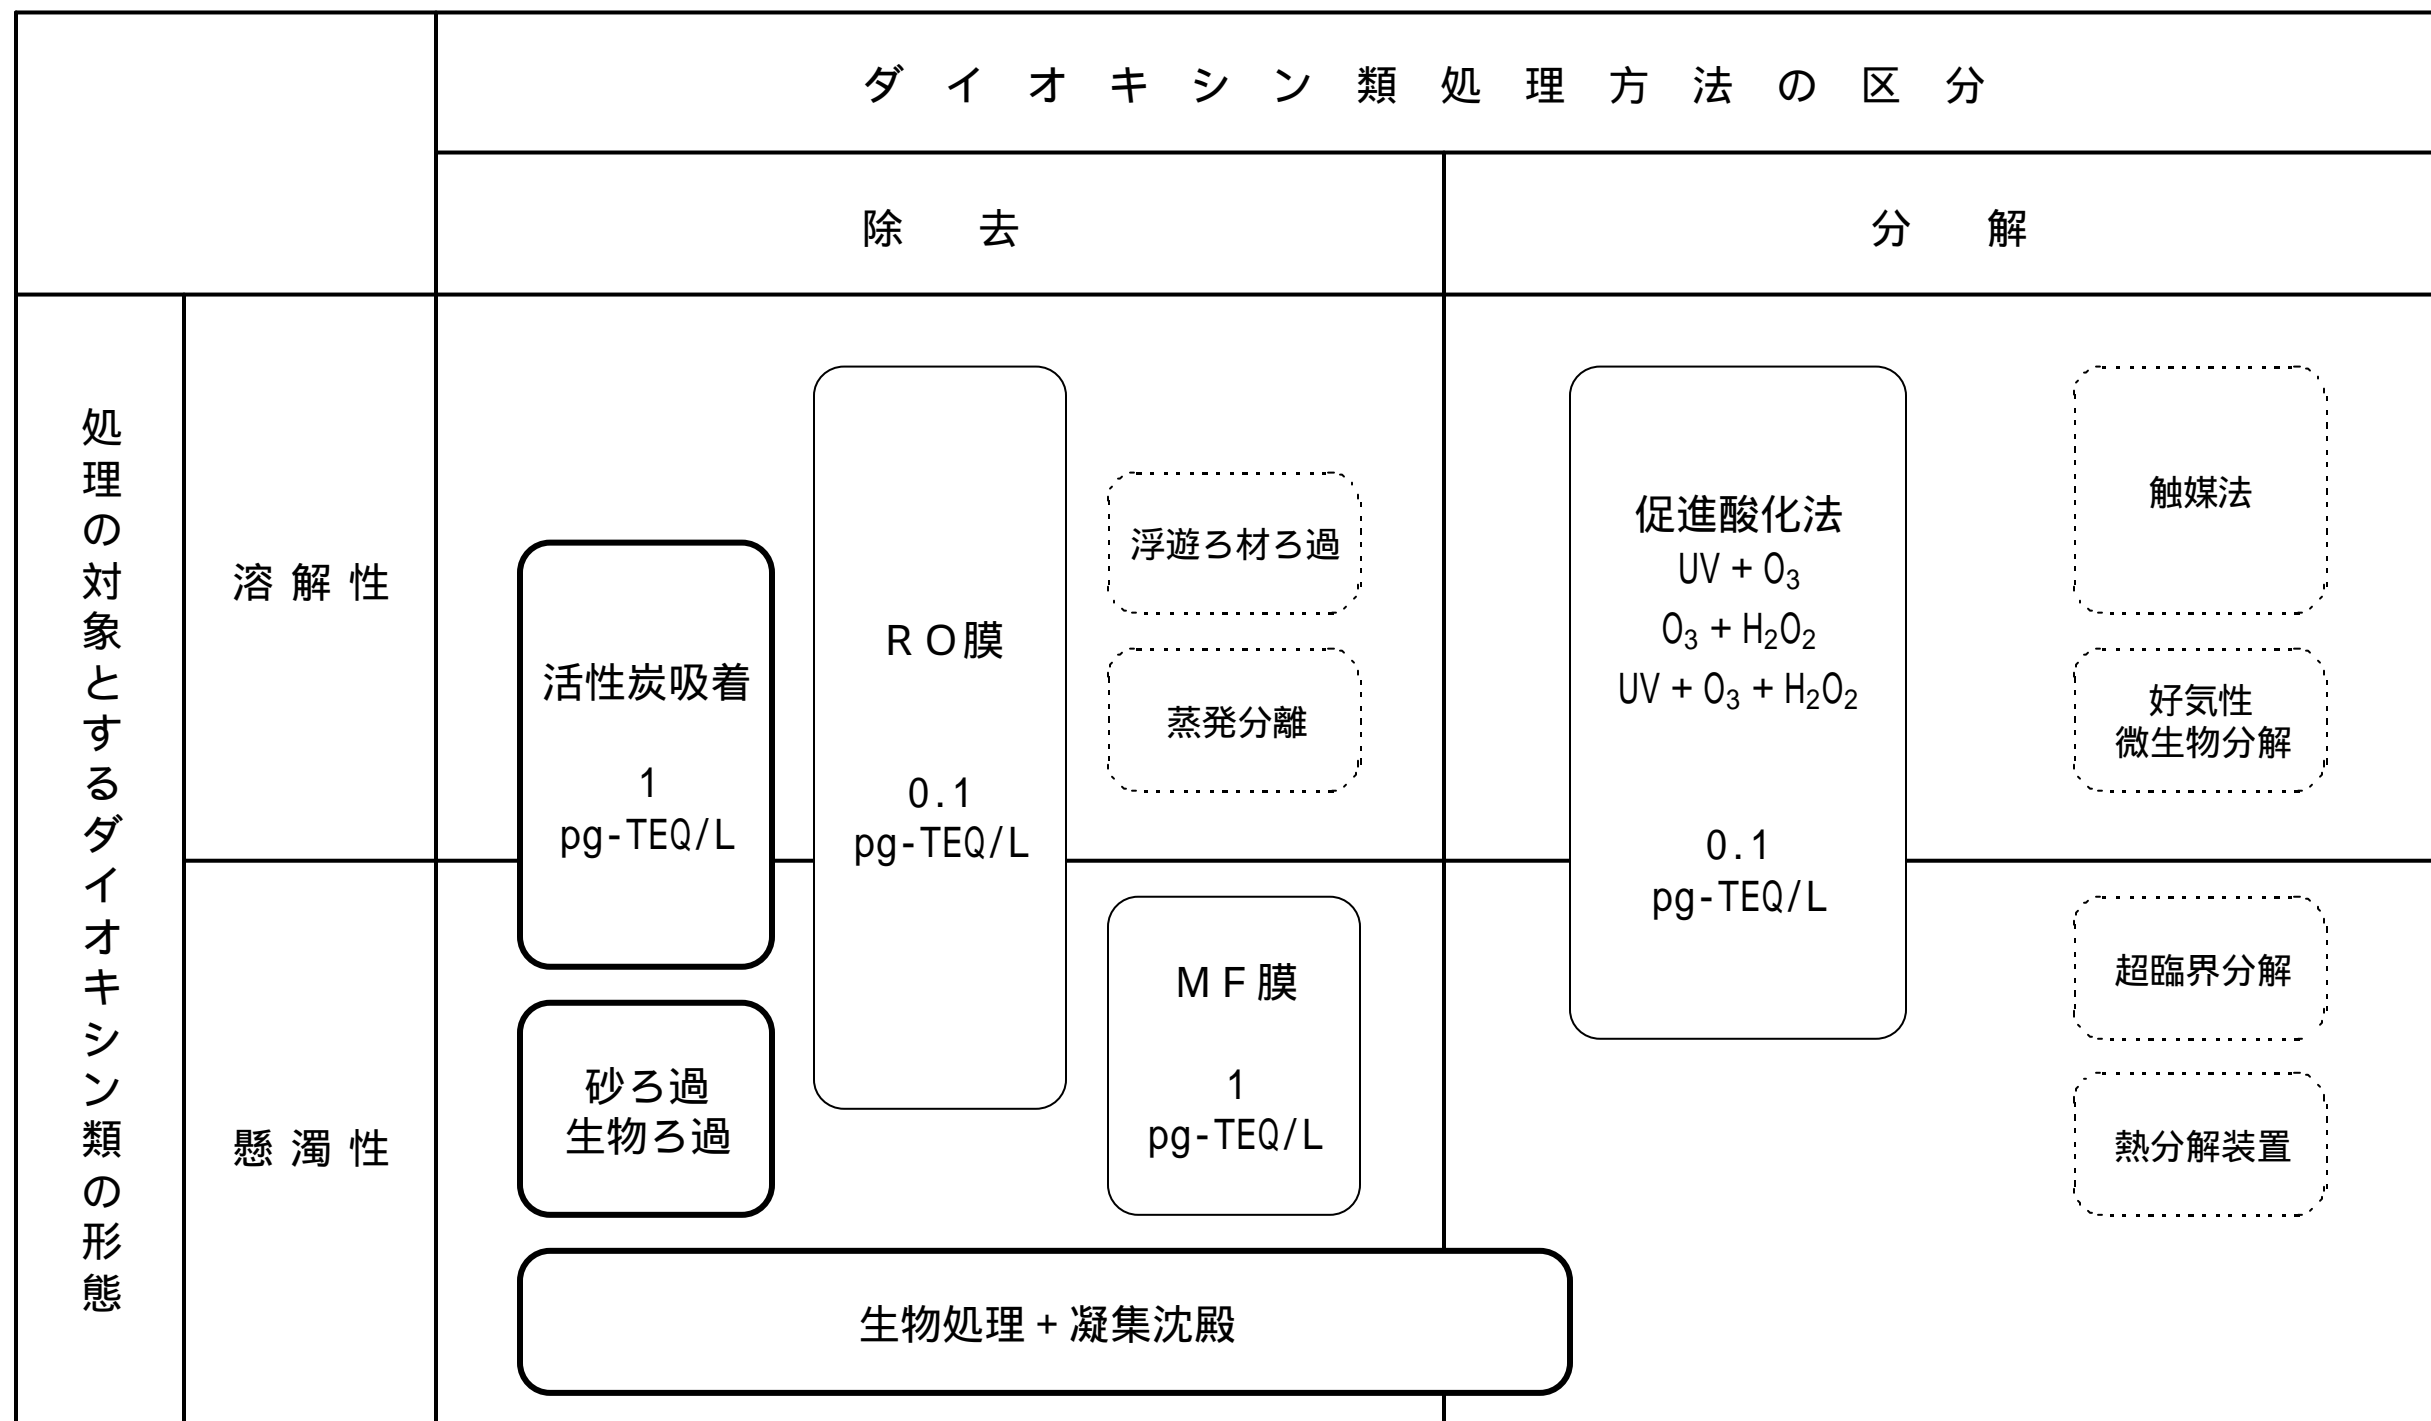 ダイオキシン類処理方法の区分
除去
分解
処理の対象とするダイオキシン類の形態
溶解性
活性炭吸着
1
pg-TEQ/L
RO膜
0.1
pg-TEQ/L
浮遊ろ材ろ過
蒸発分離
促進酸化法
UV + O₃
O₃ + H₂O₂
UV + O₃ + H₂O₂
0.1
pg-TEQ/L
触媒法
好気性
微生物分解
懸濁性
砂ろ過
生物ろ過
MF膜
1
pg-TEQ/L
超臨界分解
熱分解装置
生物処理 + 凝集沈殿